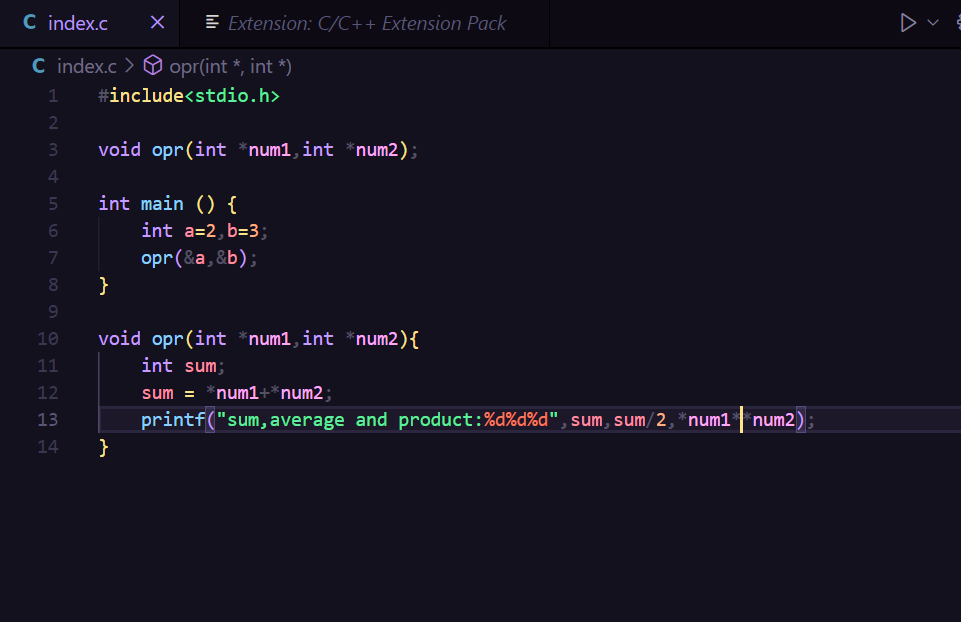 C index.c × Extension: C/C++ Extension Pack
C index.c > opr(int *, int *)
1 #include<stdio.h>
2
3 void opr(int *num1,int *num2);
4
5 int main () {
6     int a=2,b=3;
7     opr(&a,&b);
8 }
9
10 void opr(int *num1,int *num2){
11     int sum;
12     sum = *num1+*num2;
13     printf("sum,average and product:%d%d%d",sum,sum/2,*num1**num2);
14 }